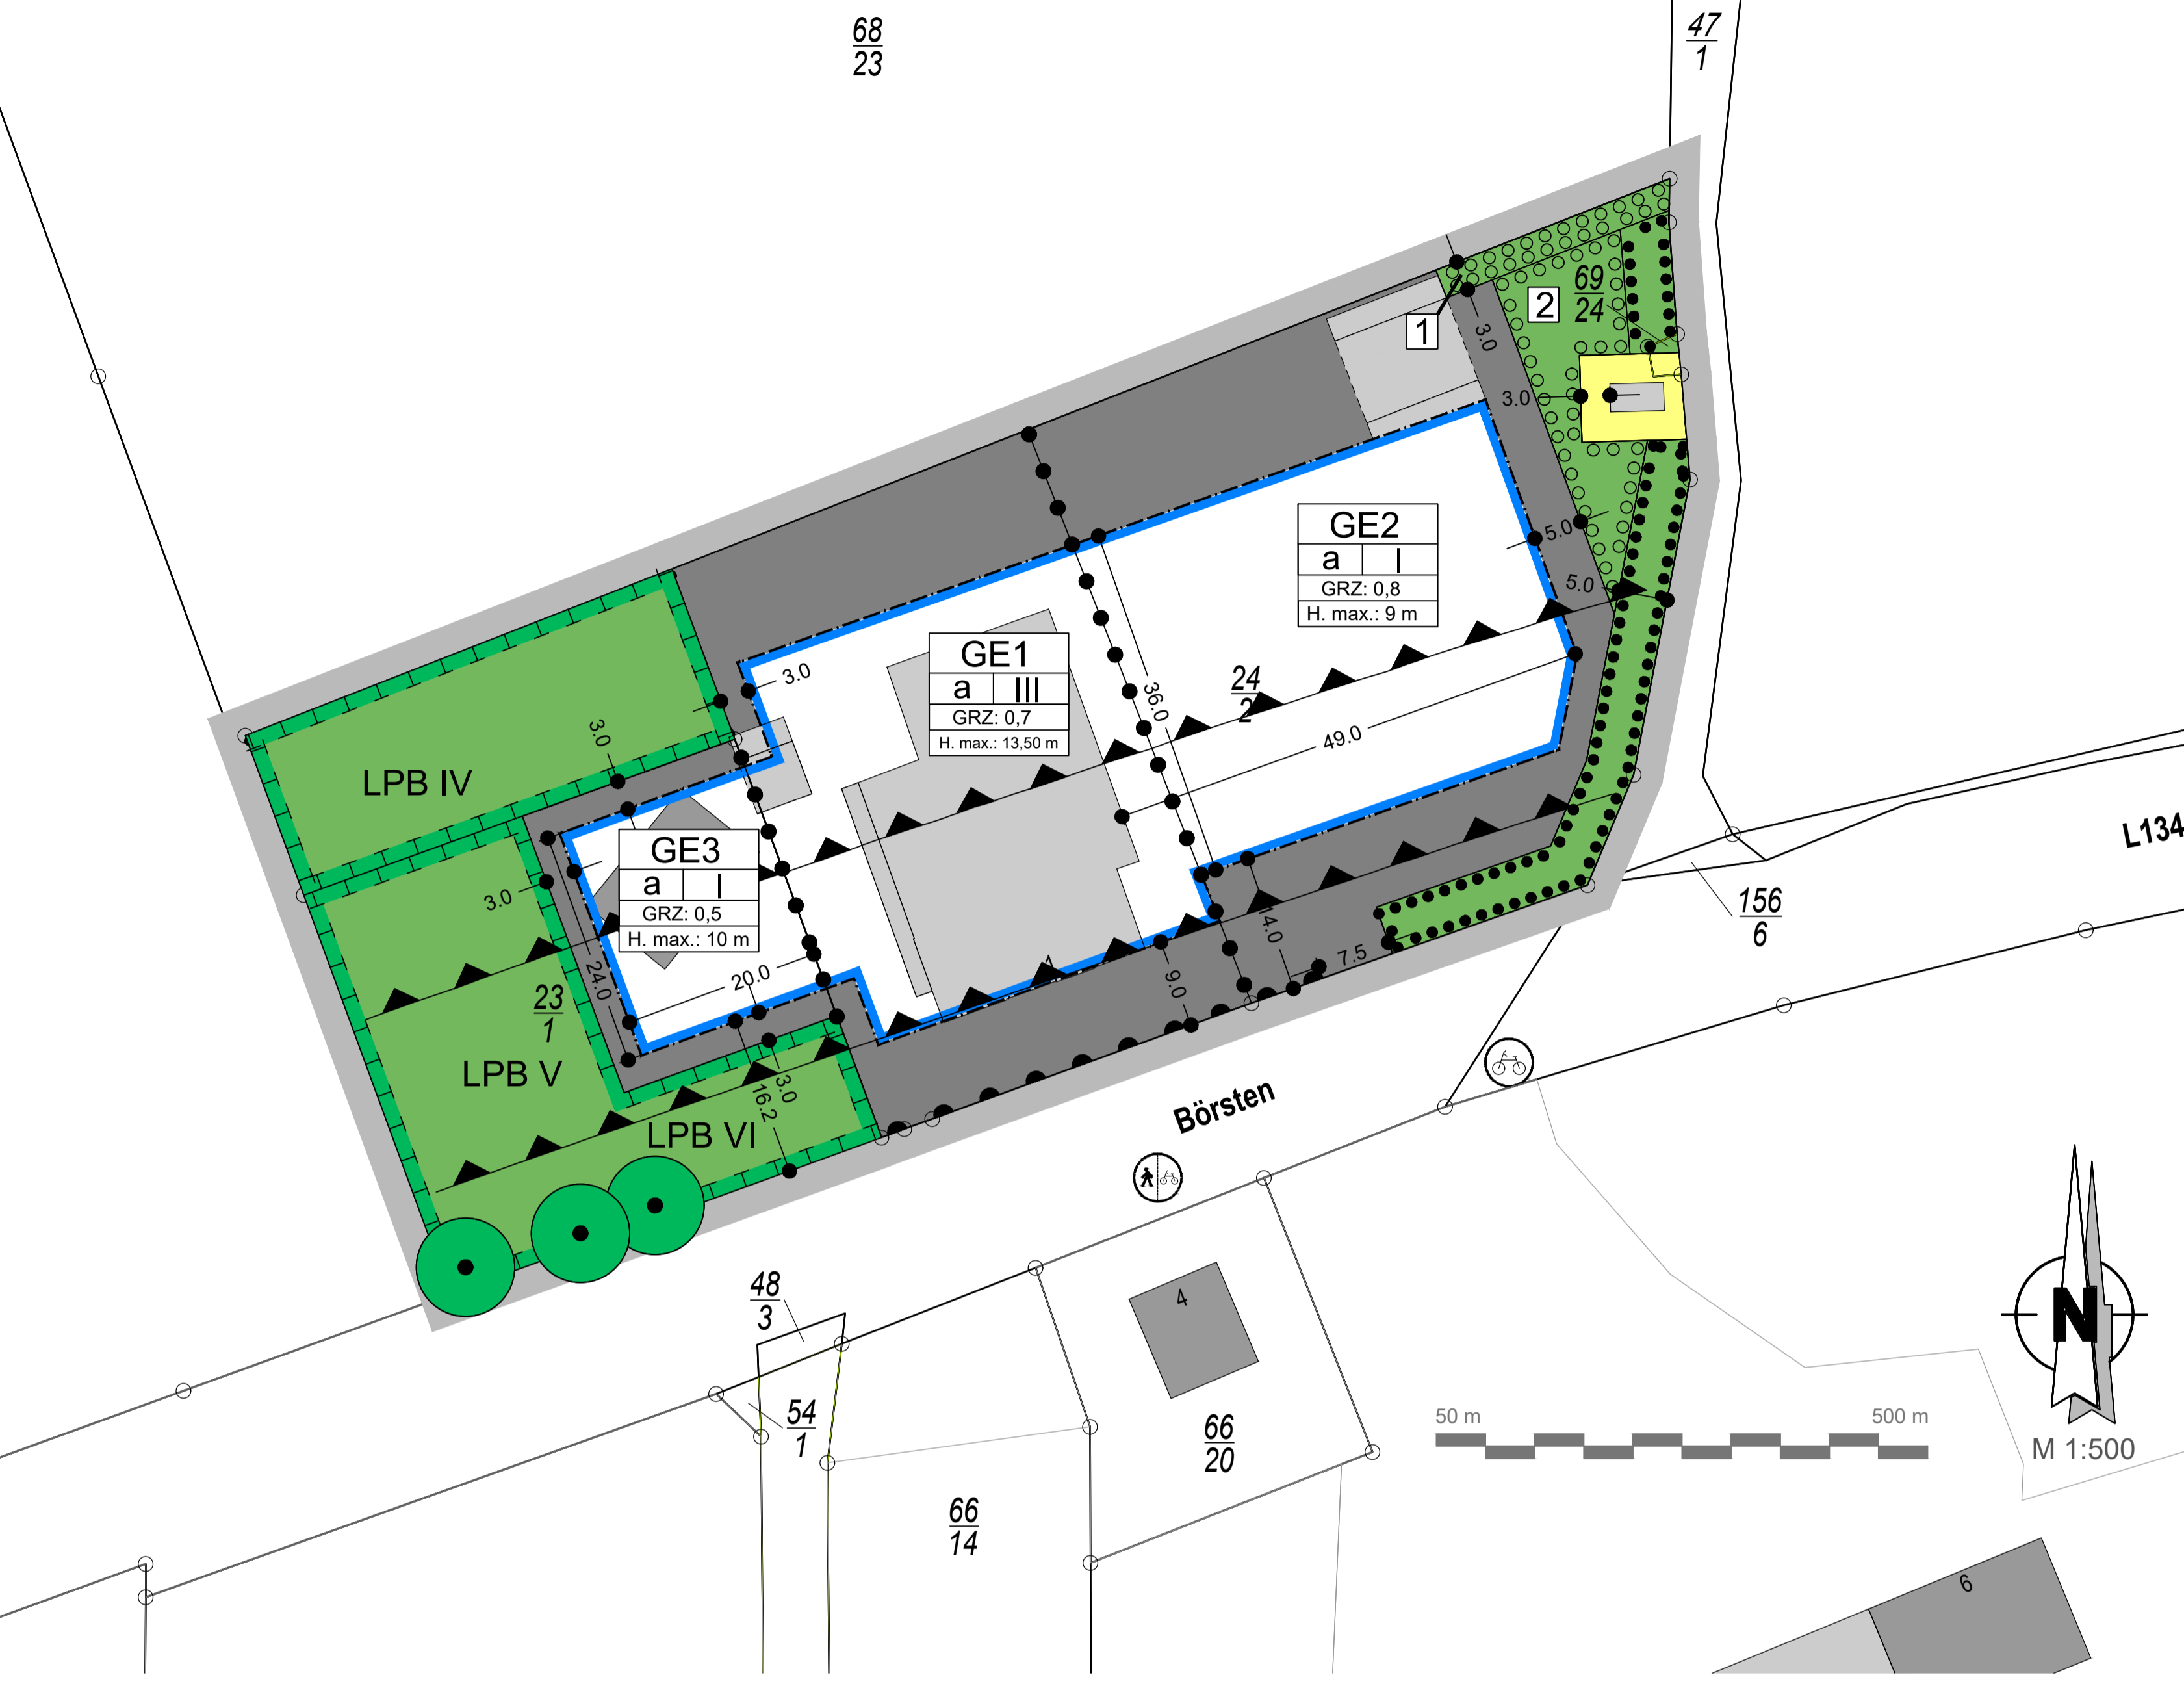 68
23
47
1
69
24
2
1
3.0
3.0
GE2
a I
GRZ: 0,8
H. max.: 9 m
5.0
5.0
GE1
a III
GRZ: 0,7
H. max.: 13,50 m
3.0
36.0
24
2
49.0
3.0
LPB IV
GE3
a I
GRZ: 0,5
H. max.: 10 m
3.0
24.0
20.0
1
14.0
9.0
7.5
23
1
LPB V
3.0
16.2
LPB VI
L134
156
6
Börsten
48
3
4
54
1
66
20
66
14
N
50 m 500 m
M 1:500
6